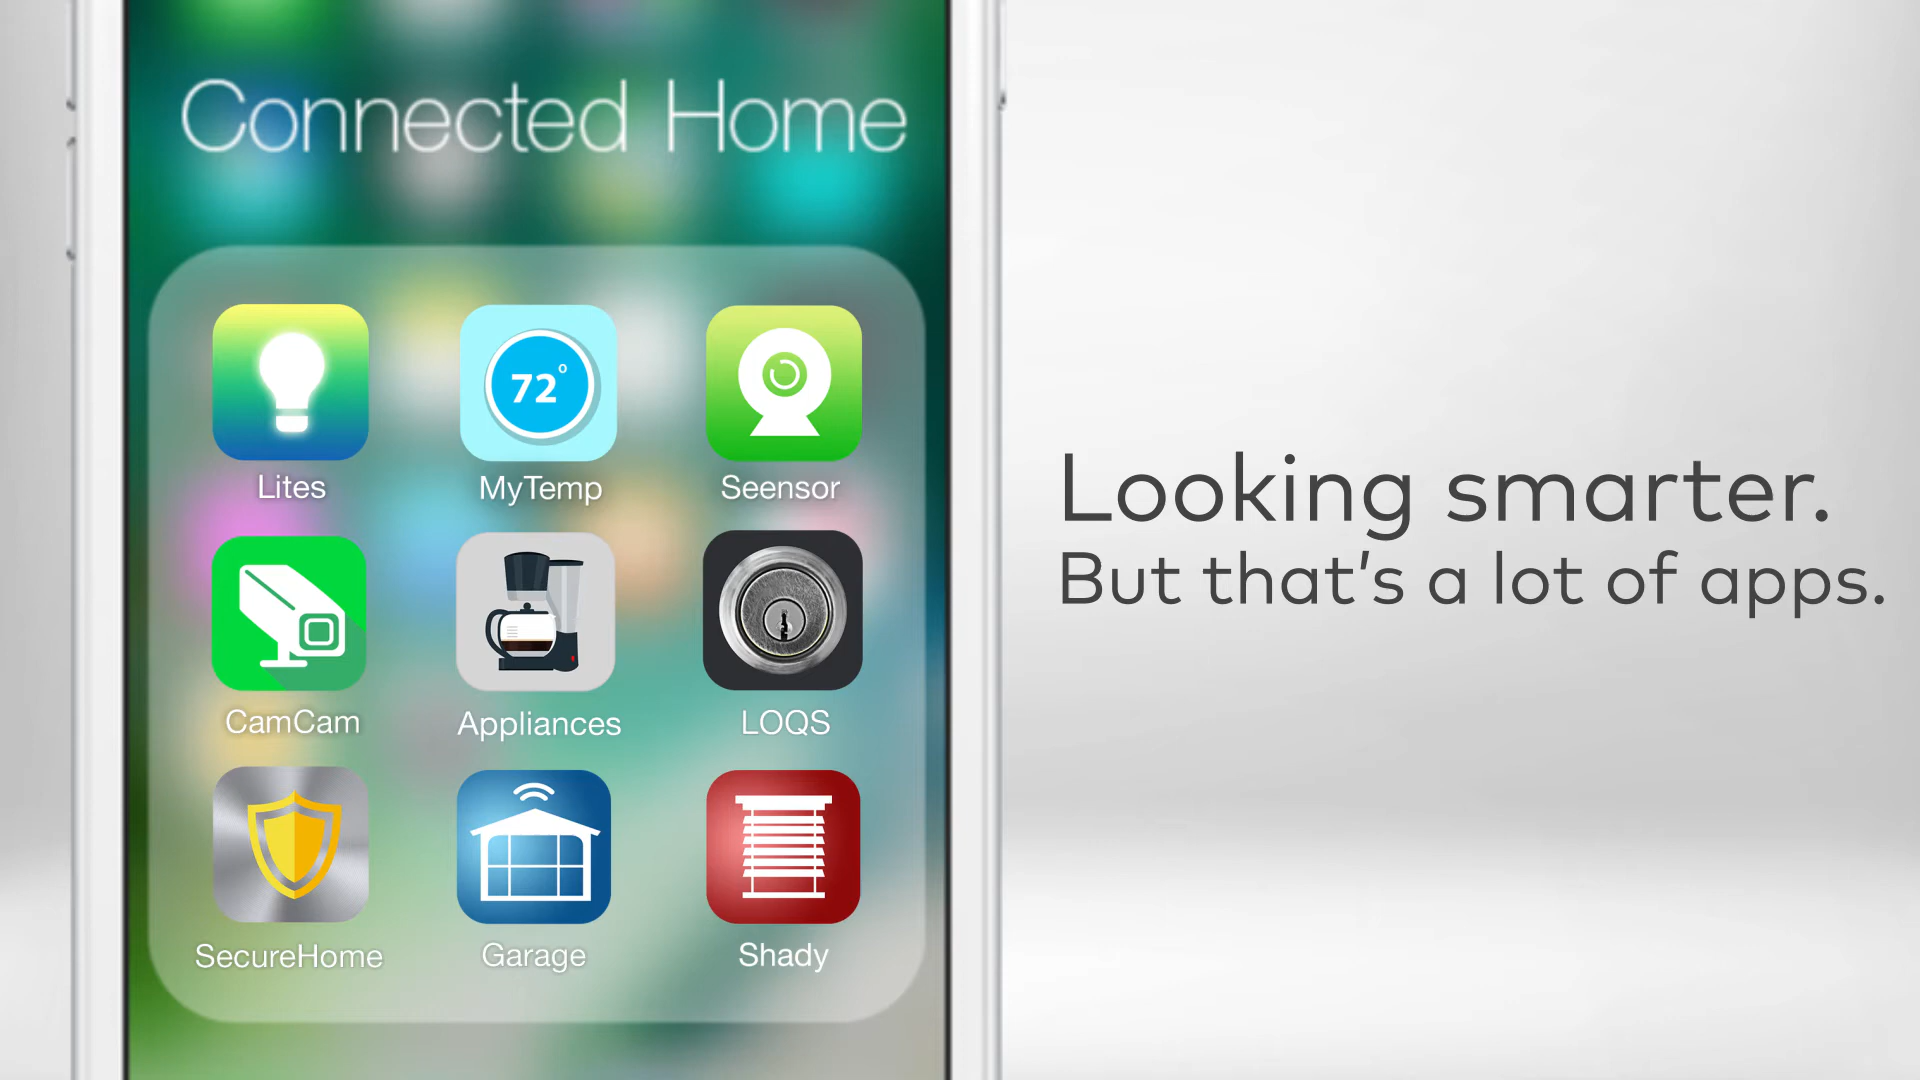 Connected Home
72°
Lites
MyTemp
Seensor
CamCam
Appliances
LOQS
SecureHome
Garage
Shady
Looking smarter.
But that's a lot of apps.